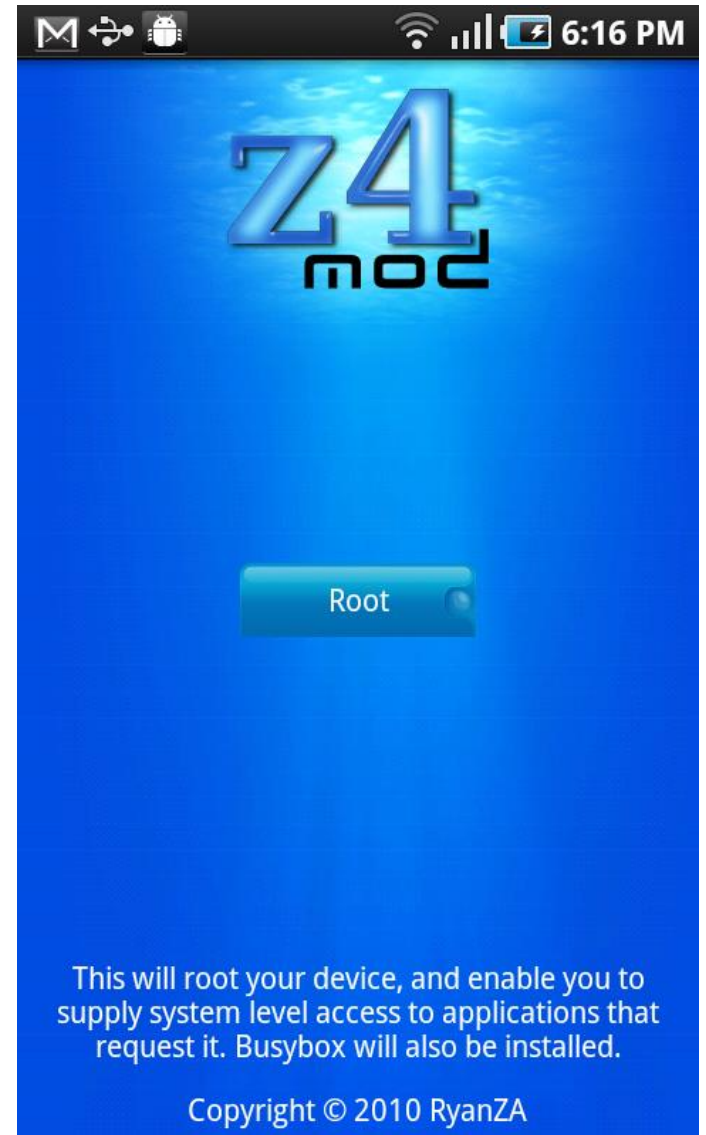 6:16 PM
z4
mod
Root
This will root your device, and enable you to
supply system level access to applications that
request it. Busybox will also be installed.
Copyright © 2010 RyanZA